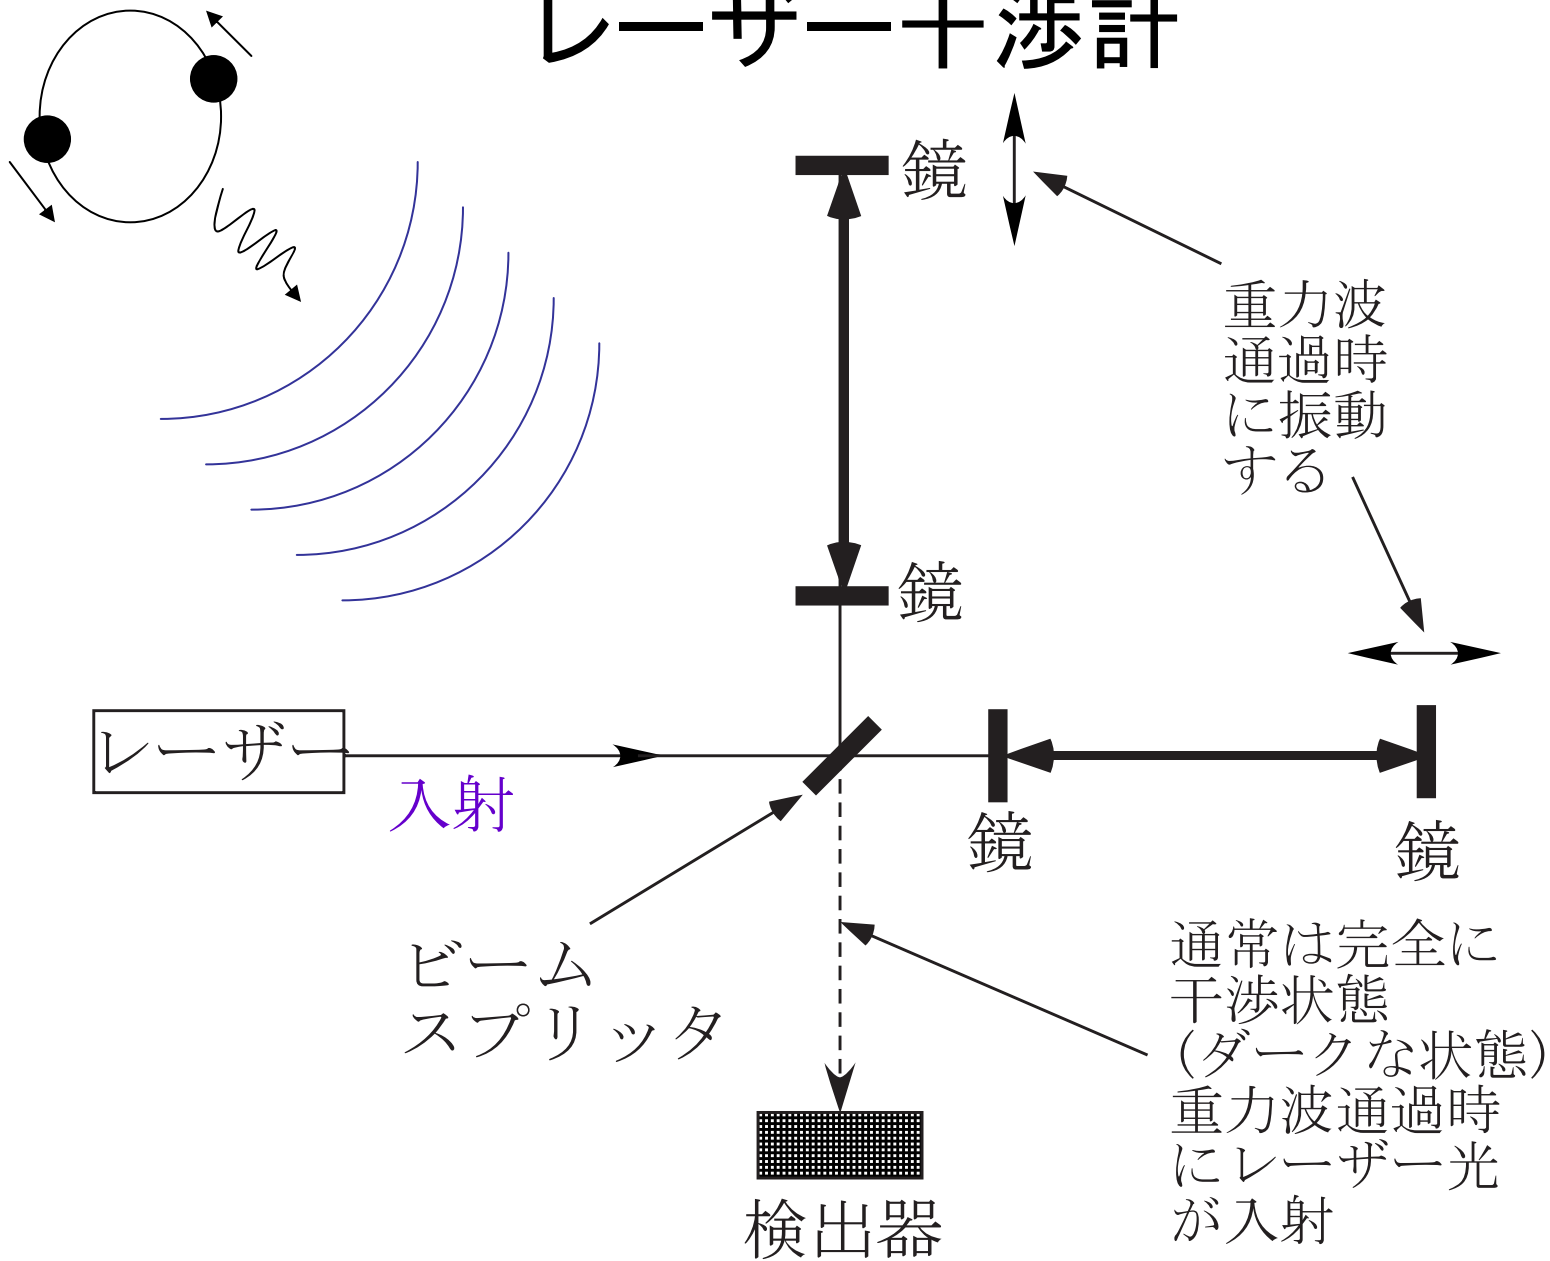 レーザー干渉計
鏡
重力波
通過時
に振動
する
鏡
レーザー
入射
鏡
鏡
ビーム
スプリッタ
通常は完全に
干渉状態
（ダークな状態）
重力波通過時
にレーザー光
が入射
検出器